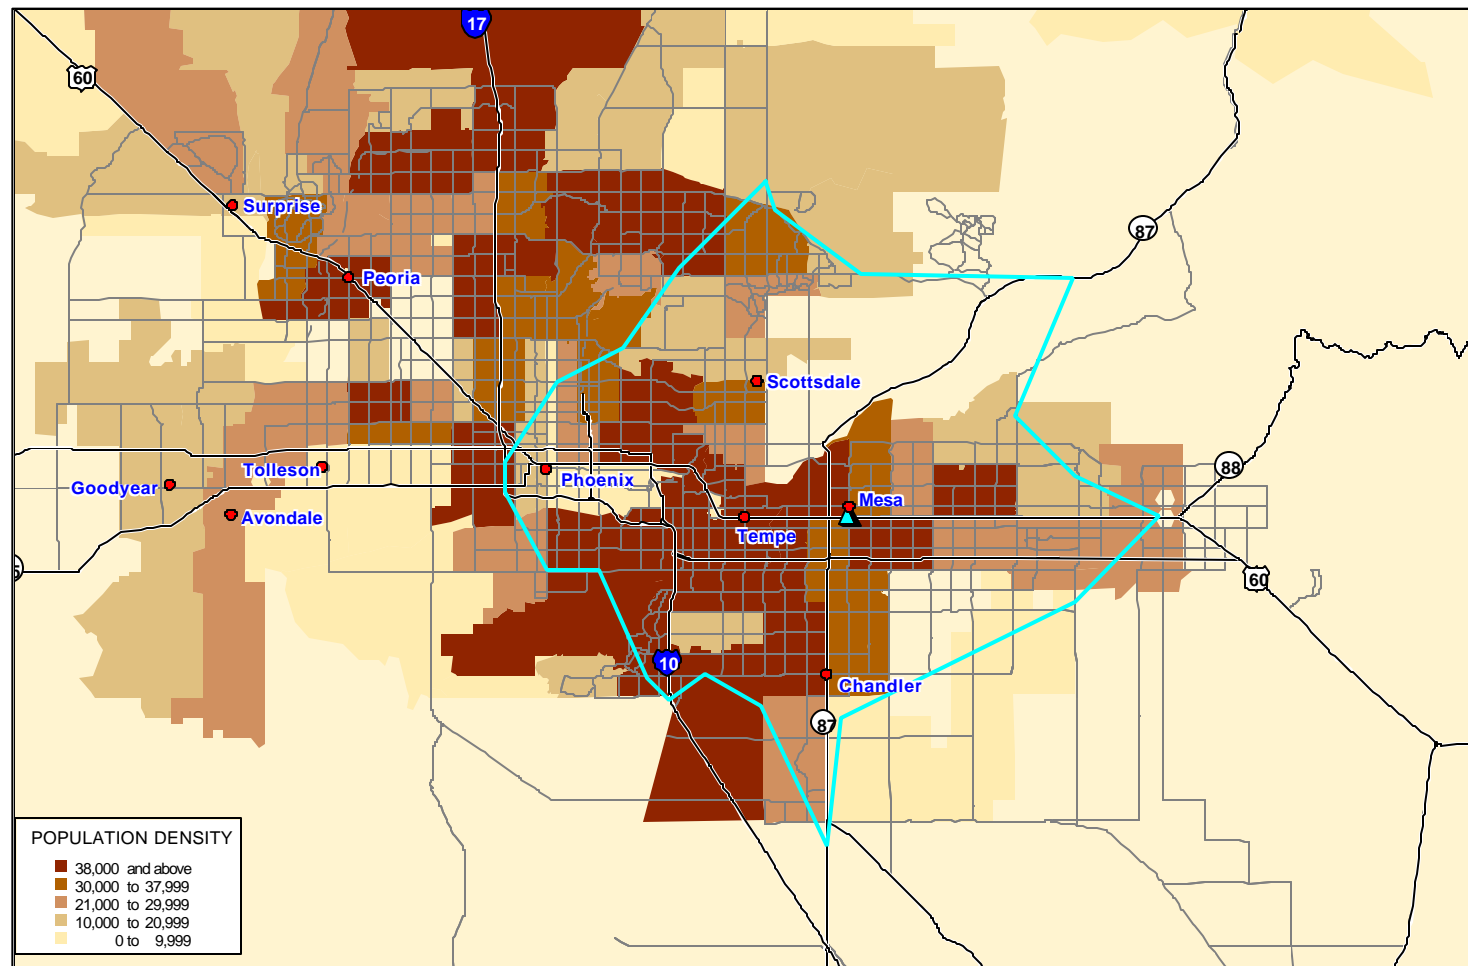 17
60
Surprise
87
Peoria
Scottsdale
Tolleson
Phoenix
88
Goodyear
Mesa
Avondale
Tempe
60
10
Chandler
87
POPULATION DENSITY
38,000 and above
30,000 to 37,999
21,000 to 29,999
10,000 to 20,999
0 to 9,999